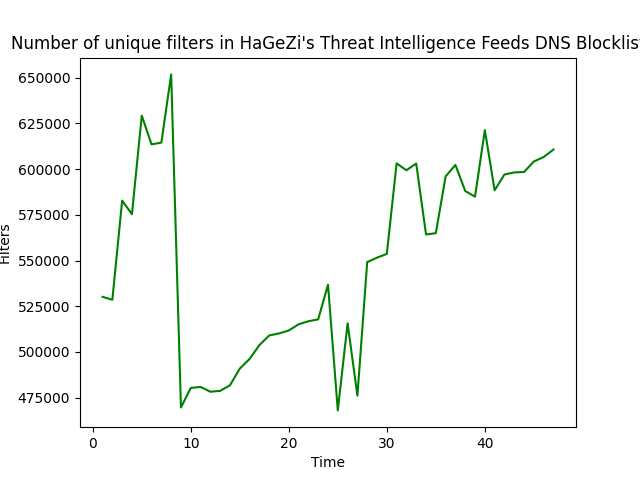 Number of unique filters in HaGeZi's Threat Intelligence Feeds DNS Blocklist
650000
625000
600000
575000
550000
525000
500000
475000
Filters
0 10 20 30 40
Time